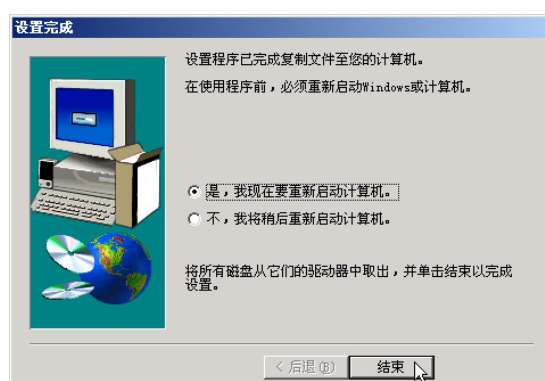 设置完成
设置程序已完成复制文件至您的计算机。
在使用程序前，必须重新启动Windows或计算机。
是，我现在要重新启动计算机。
不，我将稍后重新启动计算机。
将所有磁盘从它们的驱动器中取出，并单击结束以完成
设置。
< 后退(B) 结束